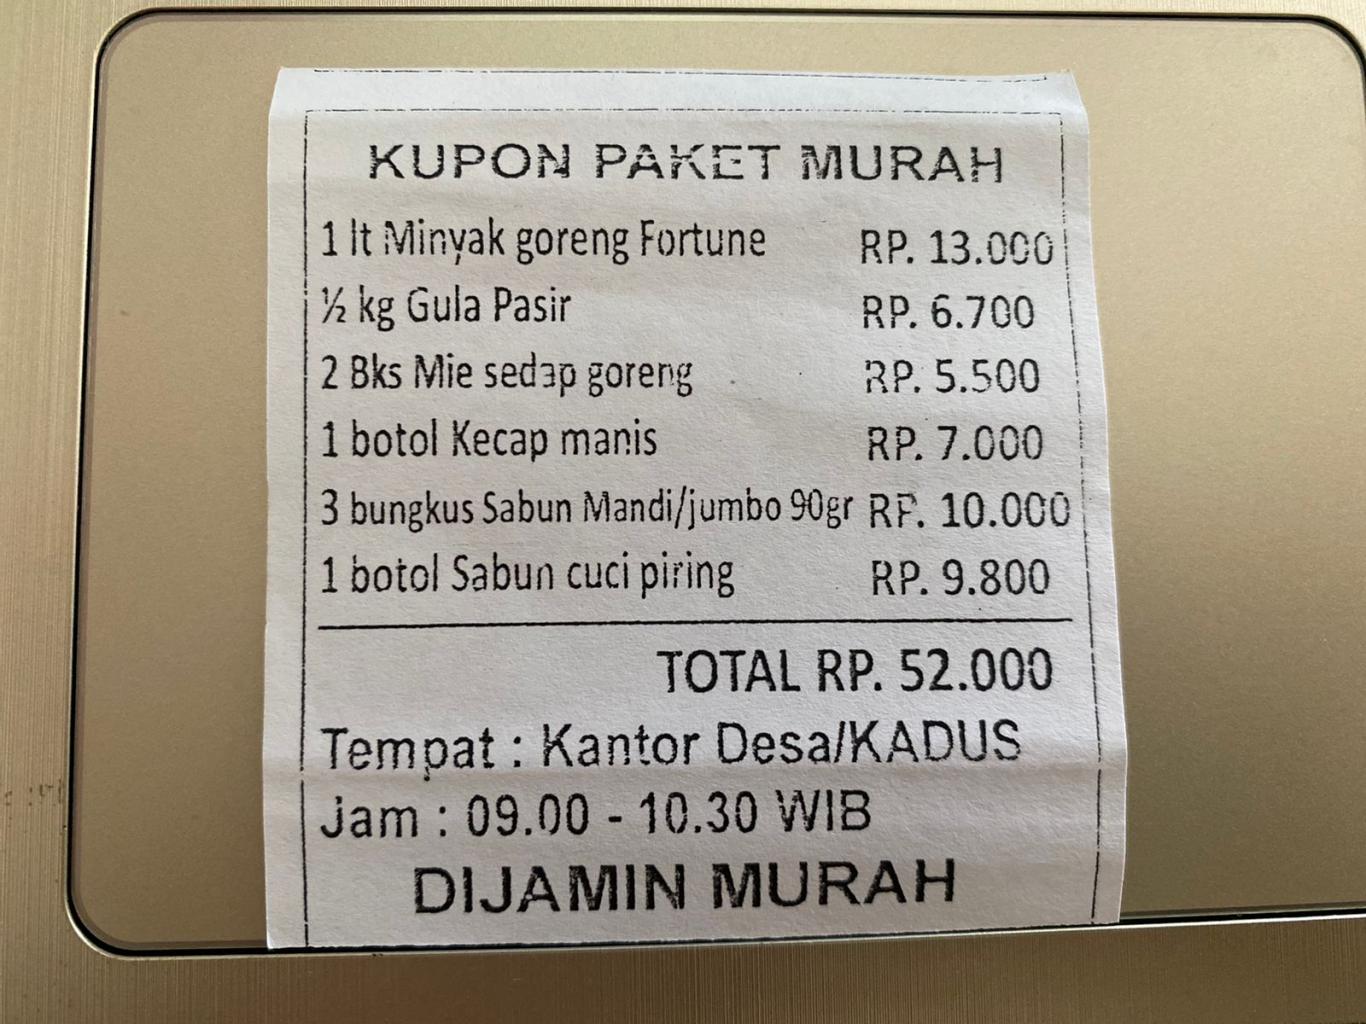 KUPON PAKET MURAH
1 lt Minyak goreng Fortune RP. 13.000
½ kg Gula Pasir RP. 6.700
2 Bks Mie sedap goreng RP. 5.500
1 botol Kecap manis RP. 7.000
3 bungkus Sabun Mandi/jumbo 90gr RP. 10.000
1 botol Sabun cuci piring RP. 9.800
TOTAL RP. 52.000
Tempat : Kantor Desa/KADUS
Jam : 09.00 - 10.30 WIB
DIJAMIN MURAH